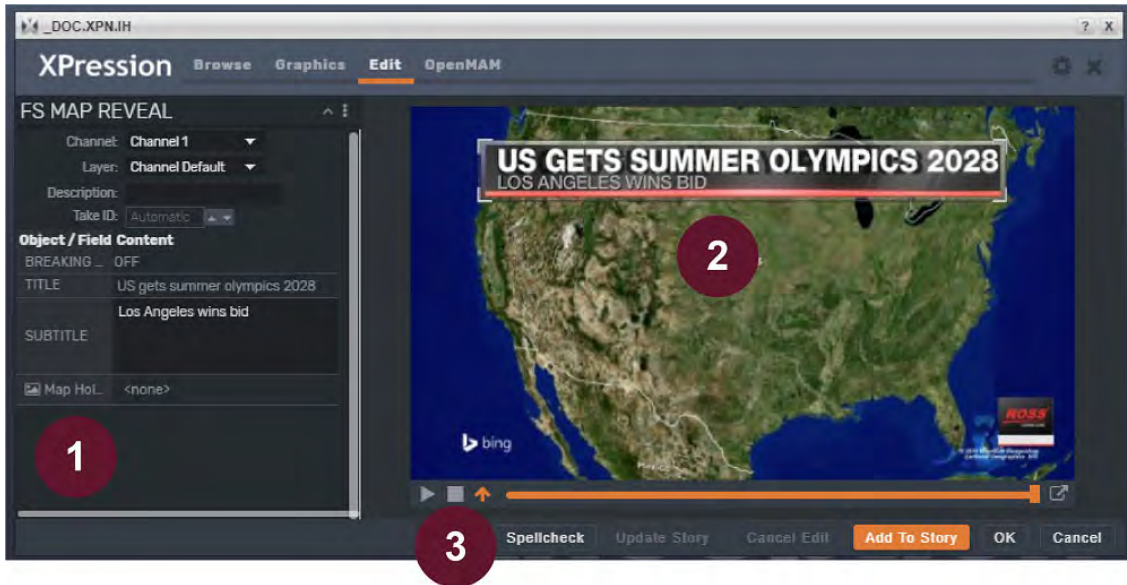 _DOC.XPN.IH ? X
XPression Browse Graphics Edit OpenMAM
FS MAP REVEAL
Channel: Channel 1
Layer: Channel Default
Description:
Take ID: Automatic
Object / Field Content
BREAKING ... OFF
TITLE US gets summer olympics 2028
SUBTITLE Los Angeles wins bid
Map Hol... <none>
1
US GETS SUMMER OLYMPICS 2028
LOS ANGELES WINS BID
2
bing
Mexico
ROSS
3
Spellcheck Update Story Cancel Edit Add To Story OK Cancel